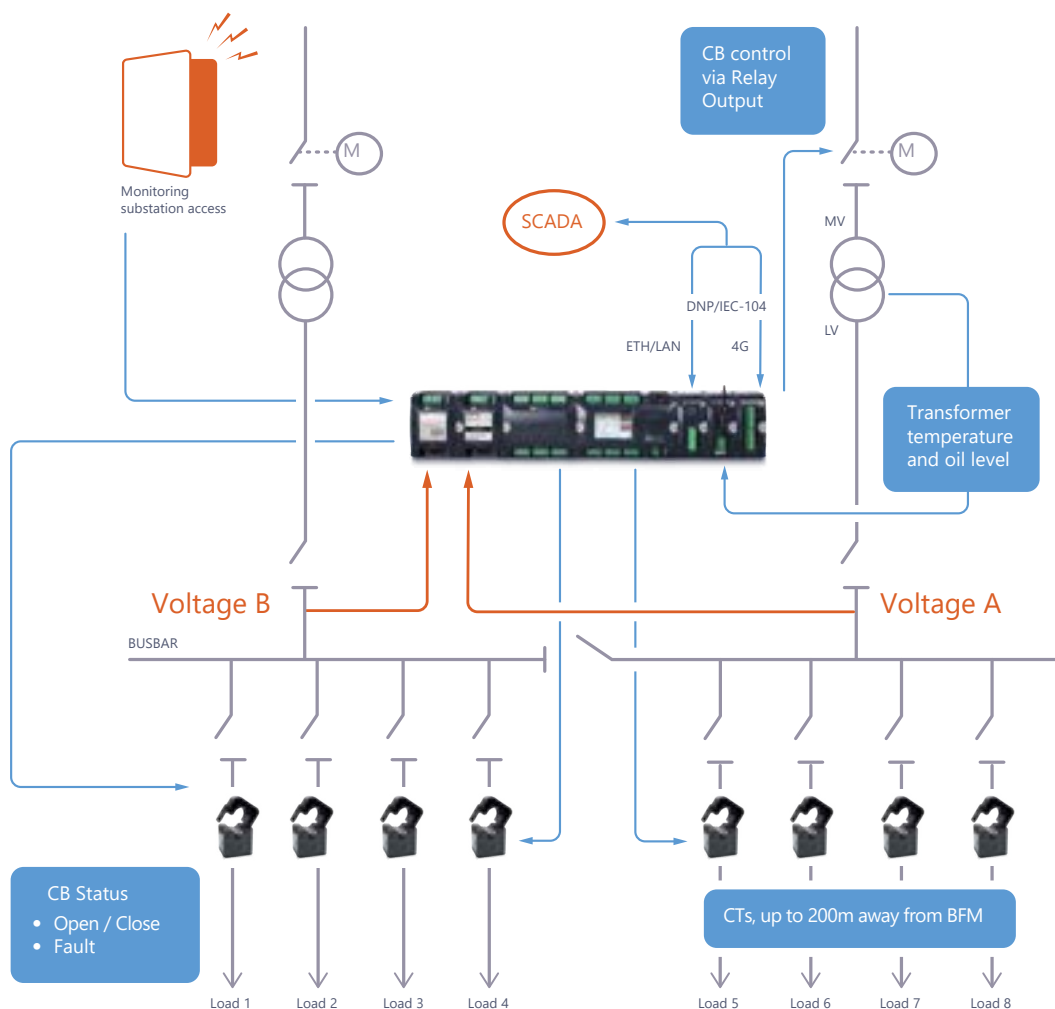 CB control
via Relay
Output
M
M
Monitoring
substation access
SCADA
MV
DNP/IEC-104
LV
ETH/LAN
4G
Transformer
temperature
and oil level
Voltage B
Voltage A
BUSBAR
CB Status
• Open / Close
• Fault
CTs, up to 200m away from BFM
Load 1
Load 2
Load 3
Load 4
Load 5
Load 6
Load 7
Load 8